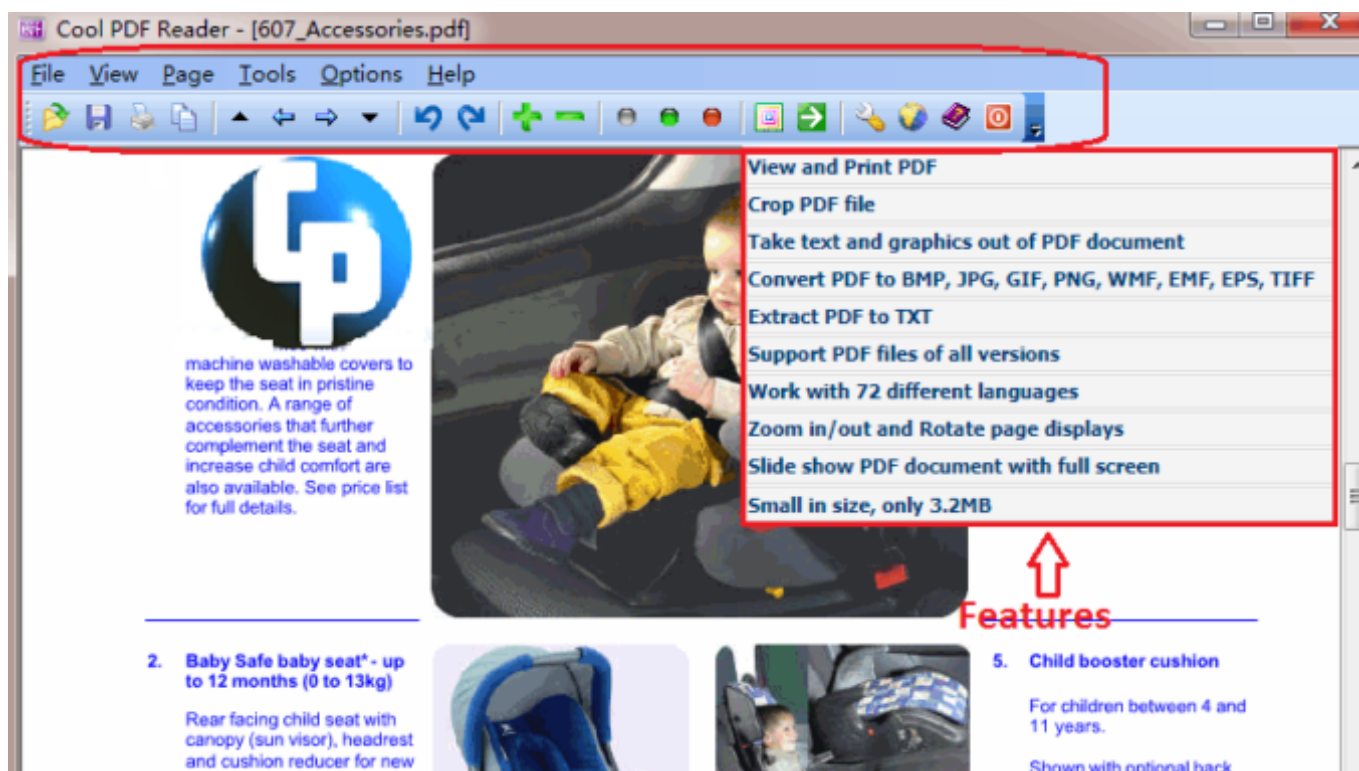 Cool PDF Reader - [607_Accessories.pdf]
File View Page Tools Options Help
CP
machine washable covers to
keep the seat in pristine
condition. A range of
accessories that further
complement the seat and
increase child comfort are
also available. See price list
for full details.
View and Print PDF
Crop PDF file
Take text and graphics out of PDF document
Convert PDF to BMP, JPG, GIF, PNG, WMF, EMF, EPS, TIFF
Extract PDF to TXT
Support PDF files of all versions
Work with 72 different languages
Zoom in/out and Rotate page displays
Slide show PDF document with full screen
Small in size, only 3.2MB
Features
2. Baby Safe baby seat* - up
to 12 months (0 to 13kg)
Rear facing child seat with
canopy (sun visor), headrest
and cushion reducer for new
5. Child booster cushion
For children between 4 and
11 years.
Shown with optional back